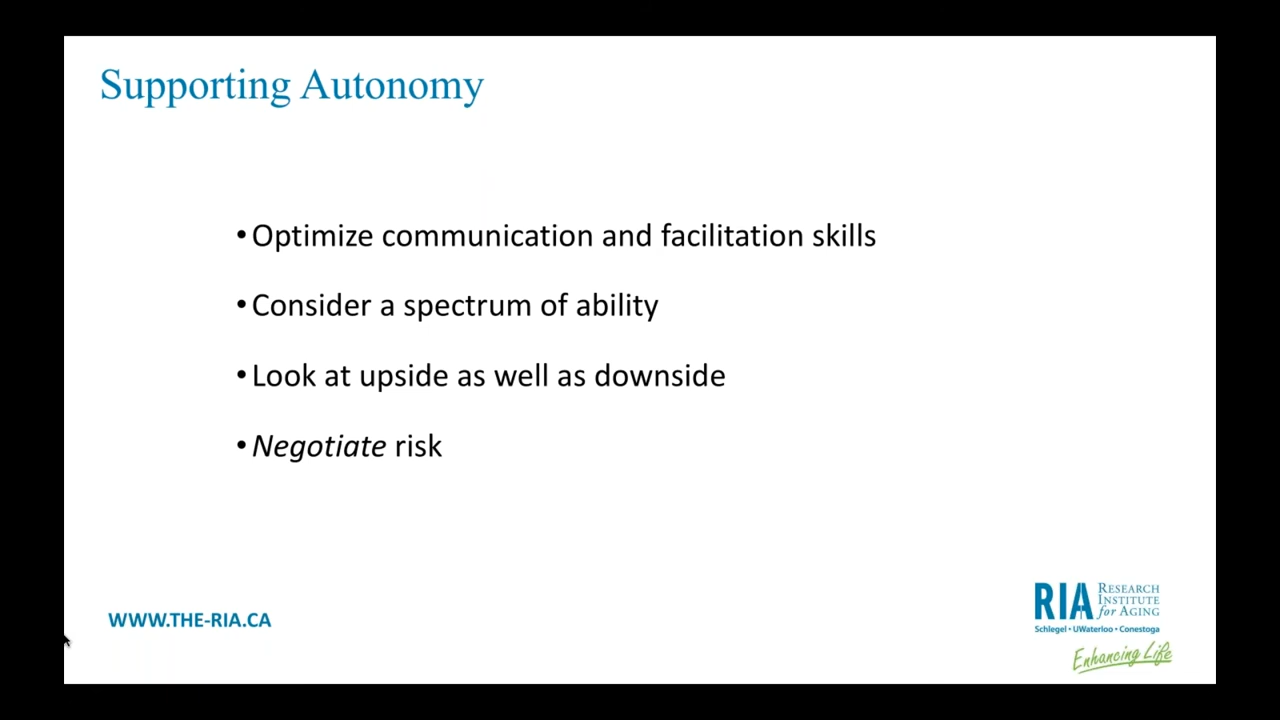 Supporting Autonomy
•Optimize communication and facilitation skills
•Consider a spectrum of ability
•Look at upside as well as downside
•Negotiate risk
WWW.THE-RIA.CA
RIA
RESEARCH
INSTITUTE
for AGING
Schlegel • UWaterloo • Conestoga
Enhancing Life